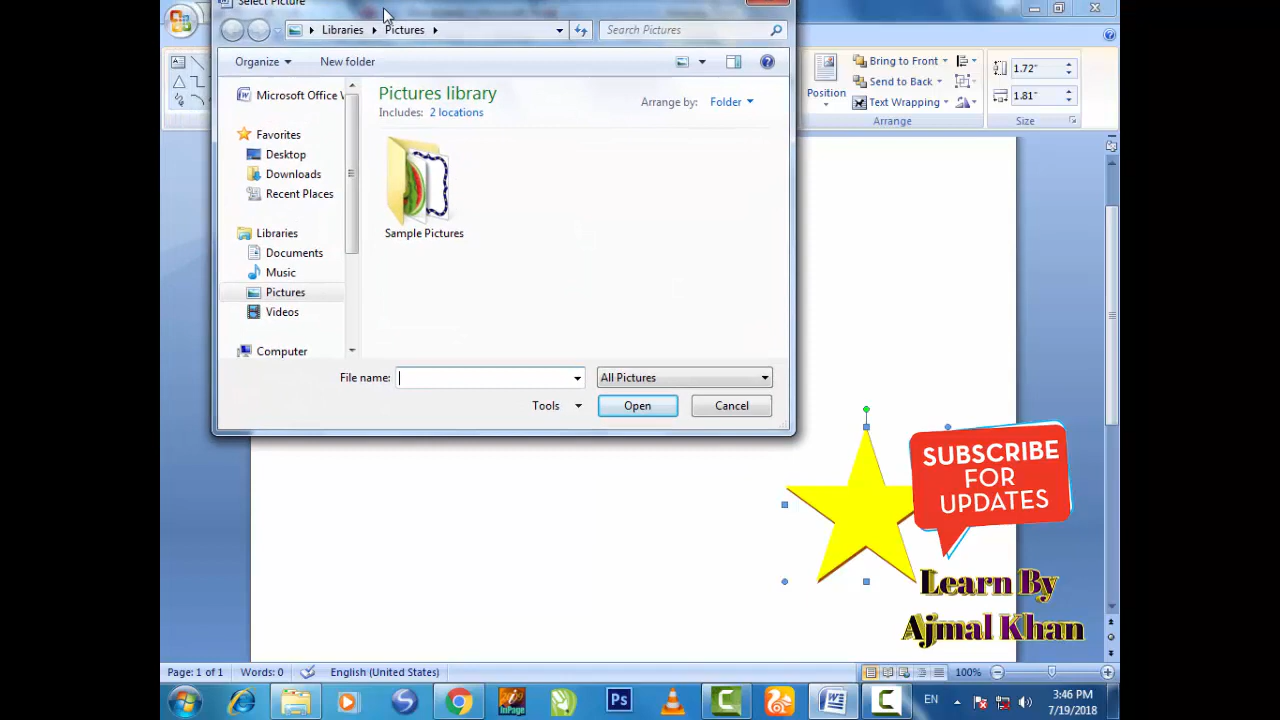 Select Picture
Libraries Pictures
Search Pictures
Organize
New folder
Microsoft Office W
Favorites
Desktop
Downloads
Recent Places
Libraries
Documents
Music
Pictures
Videos
Computer
Pictures library
Includes: 2 locations
Arrange by: Folder
Sample Pictures
File name:
All Pictures
Tools
Open
Cancel
Position
Bring to Front
Send to Back
Text Wrapping
Arrange
1.72"
1.81"
Size
SUBSCRIBE
FOR
UPDATES
Learn By
Ajmal Khan
Page: 1 of 1
Words: 0
English (United States)
100%
InPage
Ps
W
EN
3:46 PM
7/19/2018